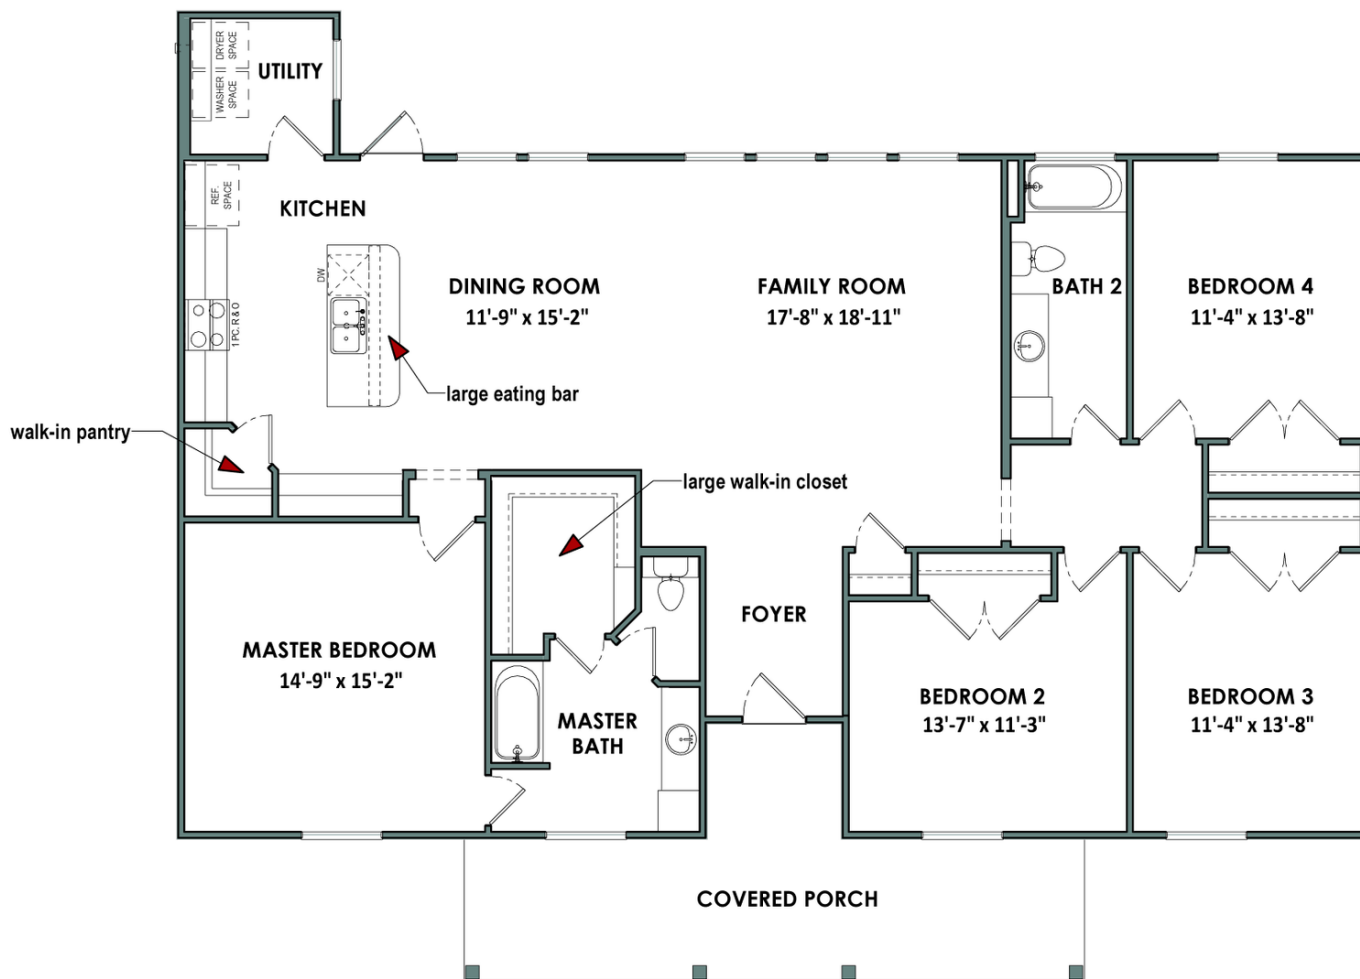 DRYER
SPACE
UTILITY
WASHER
SPACE
REF.
SPACE
KITCHEN
DW
DINING ROOM
11'-9" x 15'-2"
FAMILY ROOM
17'-8" x 18'-11"
BATH 2
BEDROOM 4
11'-4" x 13'-8"
1 PC. R & O
large eating bar
walk-in pantry
large walk-in closet
FOYER
MASTER BEDROOM
14'-9" x 15'-2"
MASTER
BATH
BEDROOM 2
13'-7" x 11'-3"
BEDROOM 3
11'-4" x 13'-8"
COVERED PORCH